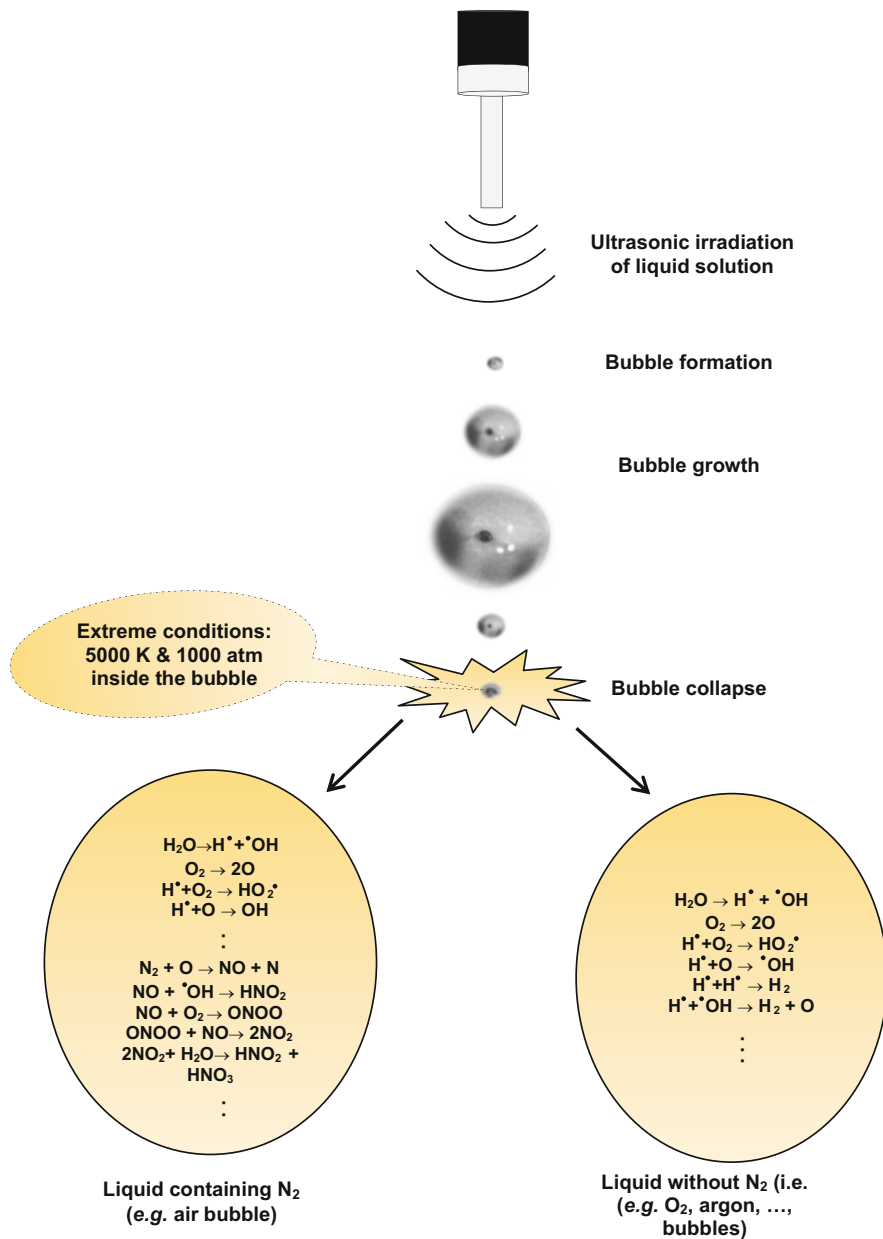 Ultrasonic irradiation
of liquid solution
Bubble formation
Bubble growth
Extreme conditions:
5000 K & 1000 atm
inside the bubble
Bubble collapse
H₂O→H•+•OH
O₂ → 2O
H•+O₂ → HO₂•
H•+O → OH
⋮
N₂ + O → NO + N
NO + •OH → HNO₂
NO + O₂→ ONOO
ONOO + NO→ 2NO₂
2NO₂+ H₂O→ HNO₂ +
HNO₃
⋮
H₂O → H• + •OH
O₂ → 2O
H•+O₂→ HO₂•
H•+O → •OH
H•+H• → H₂
H•+•OH → H₂ + O
⋮
Liquid containing N₂
(e.g. air bubble)
Liquid without N₂ (i.e.
(e.g. O₂, argon, …,
bubbles)